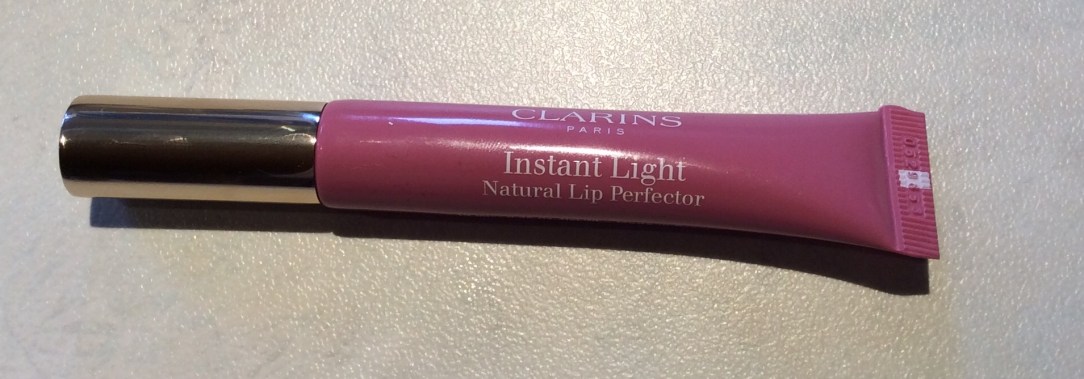 CLARINS
PARIS
Instant Light
Natural Lip Perfector